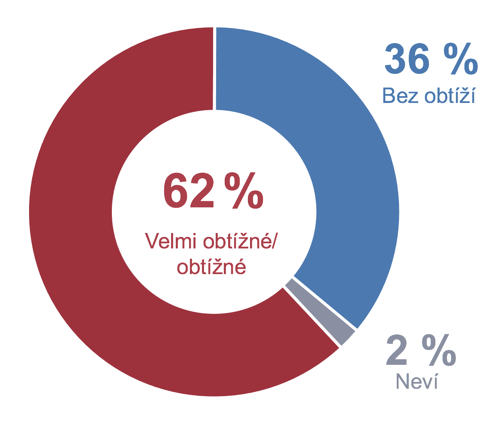 36 %
Bez obtíží
62 %
Velmi obtížné/
obtížné
2 %
Neví